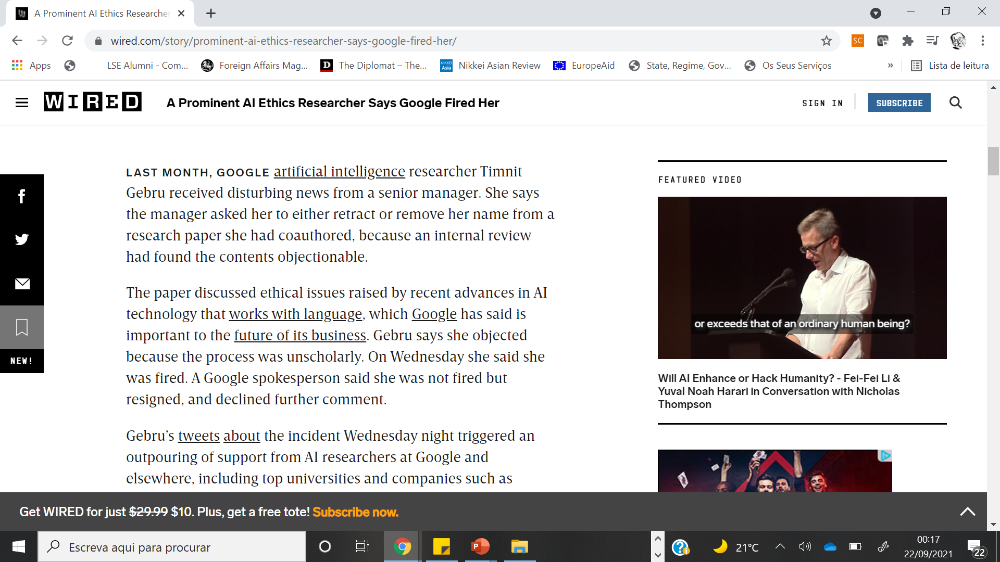 A Prominent AI Ethics Researcher
wired.com/story/prominent-ai-ethics-researcher-says-google-fired-her/
SC
Apps
LSE Alumni - Com...
Foreign Affairs Mag...
D
The Diplomat – The...
NIKKEI
Asia
Nikkei Asian Review
EuropeAid
State, Regime, Gov...
Os Seus Serviços
»
Lista de leitura
WIRED
A Prominent AI Ethics Researcher Says Google Fired Her
SIGN IN
SUBSCRIBE
LAST MONTH, GOOGLE artificial intelligence researcher Timnit
Gebru received disturbing news from a senior manager. She says
the manager asked her to either retract or remove her name from a
research paper she had coauthored, because an internal review
had found the contents objectionable.
The paper discussed ethical issues raised by recent advances in AI
technology that works with language, which Google has said is
important to the future of its business. Gebru says she objected
because the process was unscholarly. On Wednesday she said she
was fired. A Google spokesperson said she was not fired but
resigned, and declined further comment.
Gebru’s tweets about the incident Wednesday night triggered an
outpouring of support from AI researchers at Google and
elsewhere, including top universities and companies such as
NEW!
FEATURED VIDEO
or exceeds that of an ordinary human being?
Will AI Enhance or Hack Humanity? - Fei-Fei Li &
Yuval Noah Harari in Conversation with Nicholas
Thompson
Get WIRED for just $29.99 $10. Plus, get a free tote! Subscribe now.
Escreva aqui para procurar
P
21°C
00:17
22/09/2021
22